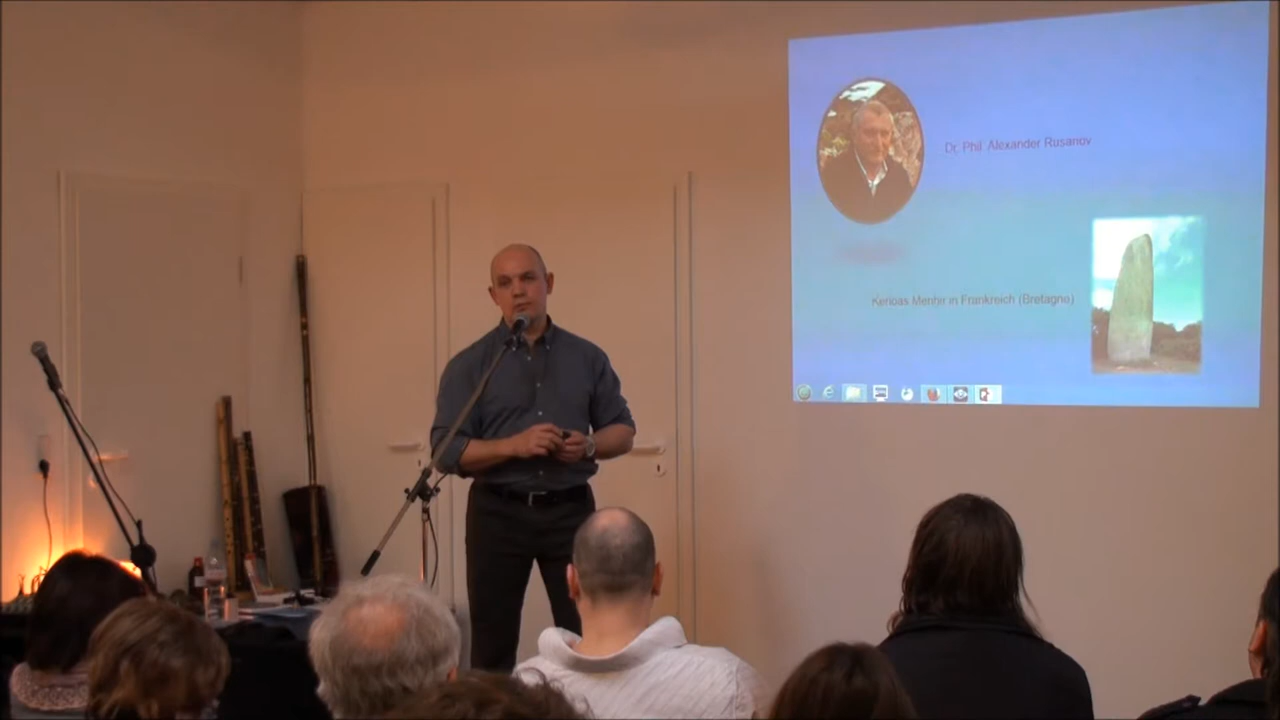 Dr. Phil. Alexander Rusanov
Kerloas Menhir in Frankreich (Bretagne)